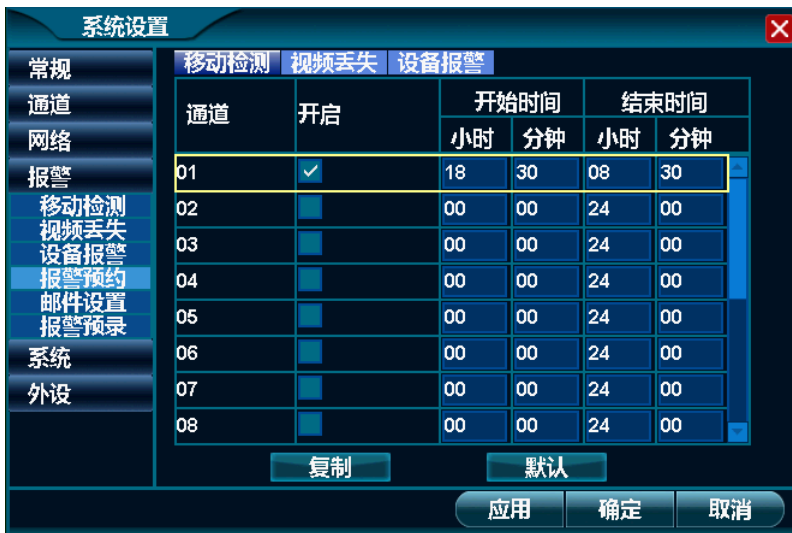 系统设置
常规
通道
网络
报警
移动检测
视频丢失
设备报警
报警预约
邮件设置
报警预录
系统
外设
移动检测 视频丢失 设备报警
通道 开启 开始时间 结束时间
小时 分钟 小时 分钟
01 18 30 08 30
02 00 00 24 00
03 00 00 24 00
04 00 00 24 00
05 00 00 24 00
06 00 00 24 00
07 00 00 24 00
08 00 00 24 00
复制 默认
应用 确定 取消